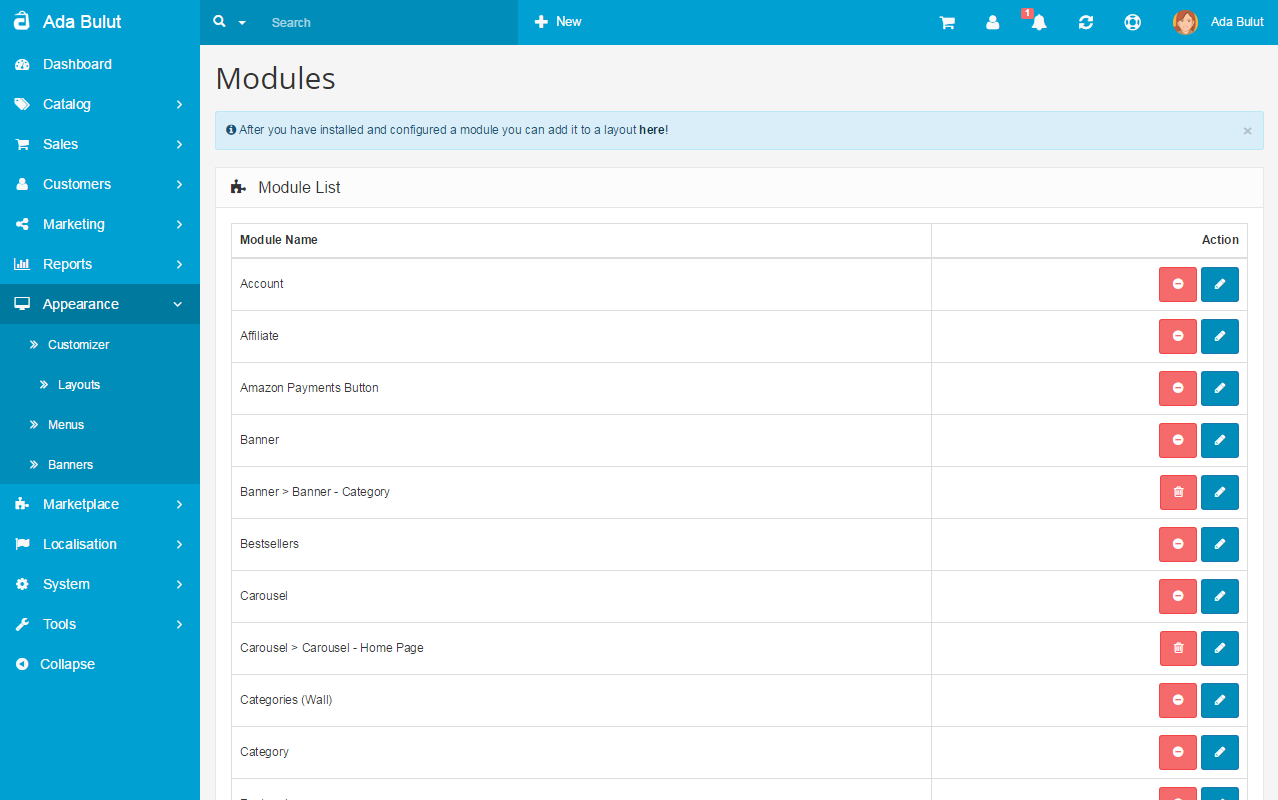 Ada Bulut
Search
New
1
Ada Bulut
Dashboard
Catalog
Sales
Customers
Marketing
Reports
Appearance
Customizer
Layouts
Menus
Banners
Marketplace
Localisation
System
Tools
Collapse
Modules
After you have installed and configured a module you can add it to a layout here!
×
Module List
Module Name Action
Account
Affiliate
Amazon Payments Button
Banner
Banner > Banner - Category
Bestsellers
Carousel
Carousel > Carousel - Home Page
Categories (Wall)
Category